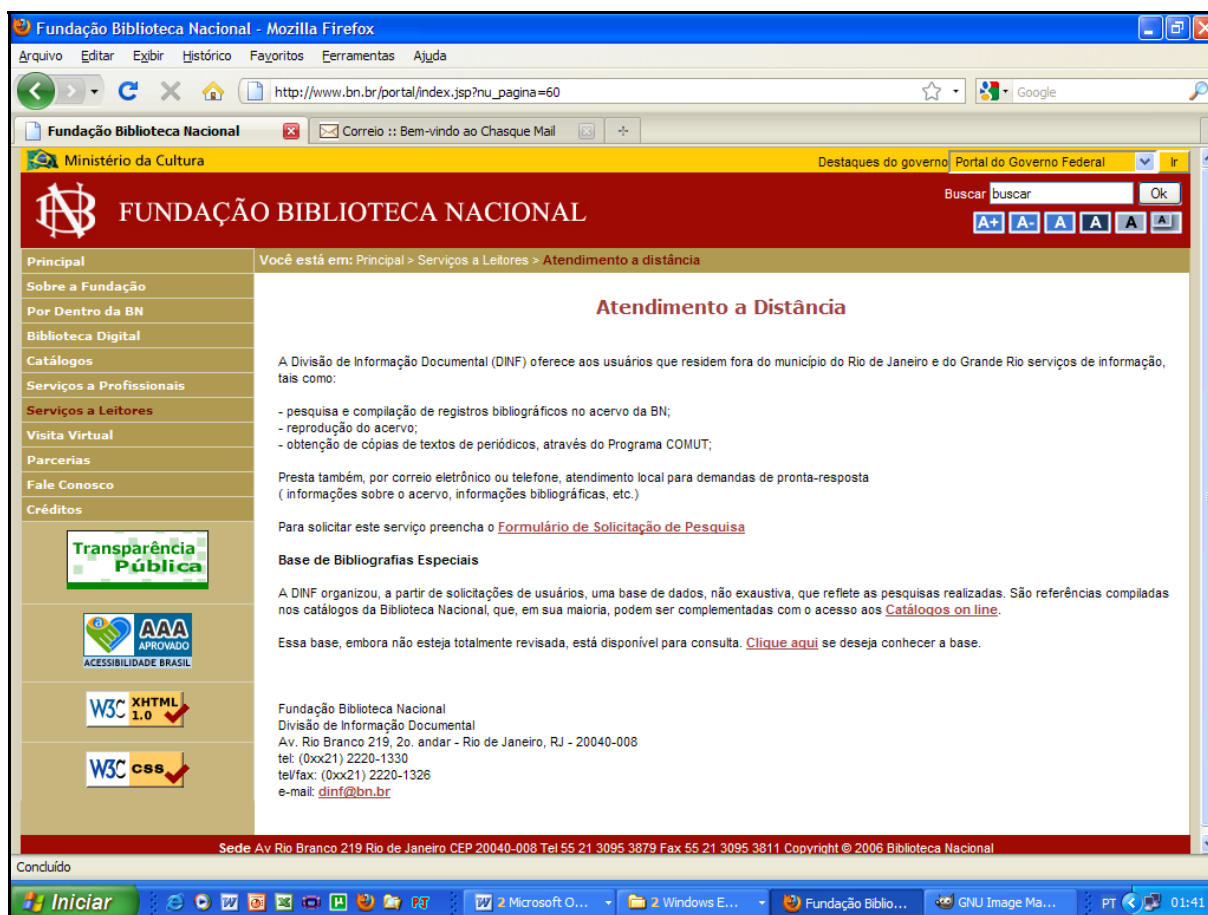 Fundação Biblioteca Nacional - Mozilla Firefox
Arquivo Editar Exibir Histórico Favoritos Ferramentas Ajuda
http://www.bn.br/portal/index.jsp?nu_pagina=60
Google
Fundação Biblioteca Nacional
Correio :: Bem-vindo ao Chasque Mail
Ministério da Cultura
Destaques do governo Portal do Governo Federal Ir
FUNDAÇÃO BIBLIOTECA NACIONAL
Buscar buscar Ok
A+ A- A A A A
Principal
Sobre a Fundação
Por Dentro da BN
Biblioteca Digital
Catálogos
Serviços a Profissionais
Serviços a Leitores
Visita Virtual
Parcerias
Fale Conosco
Créditos
Transparência
Pública
a
AAA
APROVADO
ACESSIBILIDADE BRASIL
W3C XHTML
1.0
W3C css
Você está em: Principal > Serviços a Leitores > Atendimento a distância
Atendimento a Distância
A Divisão de Informação Documental (DINF) oferece aos usuários que residem fora do município do Rio de Janeiro e do Grande Rio serviços de informação,
tais como:
- pesquisa e compilação de registros bibliográficos no acervo da BN;
- reprodução do acervo;
- obtenção de cópias de textos de periódicos, através do Programa COMUT;
Presta também, por correio eletrônico ou telefone, atendimento local para demandas de pronta-resposta
( informações sobre o acervo, informações bibliográficas, etc.)
Para solicitar este serviço preencha o Formulário de Solicitação de Pesquisa
Base de Bibliografias Especiais
A DINF organizou, a partir de solicitações de usuários, uma base de dados, não exaustiva, que reflete as pesquisas realizadas. São referências compiladas
nos catálogos da Biblioteca Nacional, que, em sua maioria, podem ser complementadas com o acesso aos Catálogos on line.
Essa base, embora não esteja totalmente revisada, está disponível para consulta. Clique aqui se deseja conhecer a base.
Fundação Biblioteca Nacional
Divisão de Informação Documental
Av. Rio Branco 219, 2o. andar - Rio de Janeiro, RJ - 20040-008
tel: (0xx21) 2220-1330
tel/fax: (0xx21) 2220-1326
e-mail: dinf@bn.br
Sede Av Rio Branco 219 Rio de Janeiro CEP 20040-008 Tel 55 21 3095 3879 Fax 55 21 3095 3811 Copyright © 2006 Biblioteca Nacional
Concluído
Iniciar
2 Microsoft O...
2 Windows E...
Fundação Biblio...
GNU Image Ma...
PT
01:41